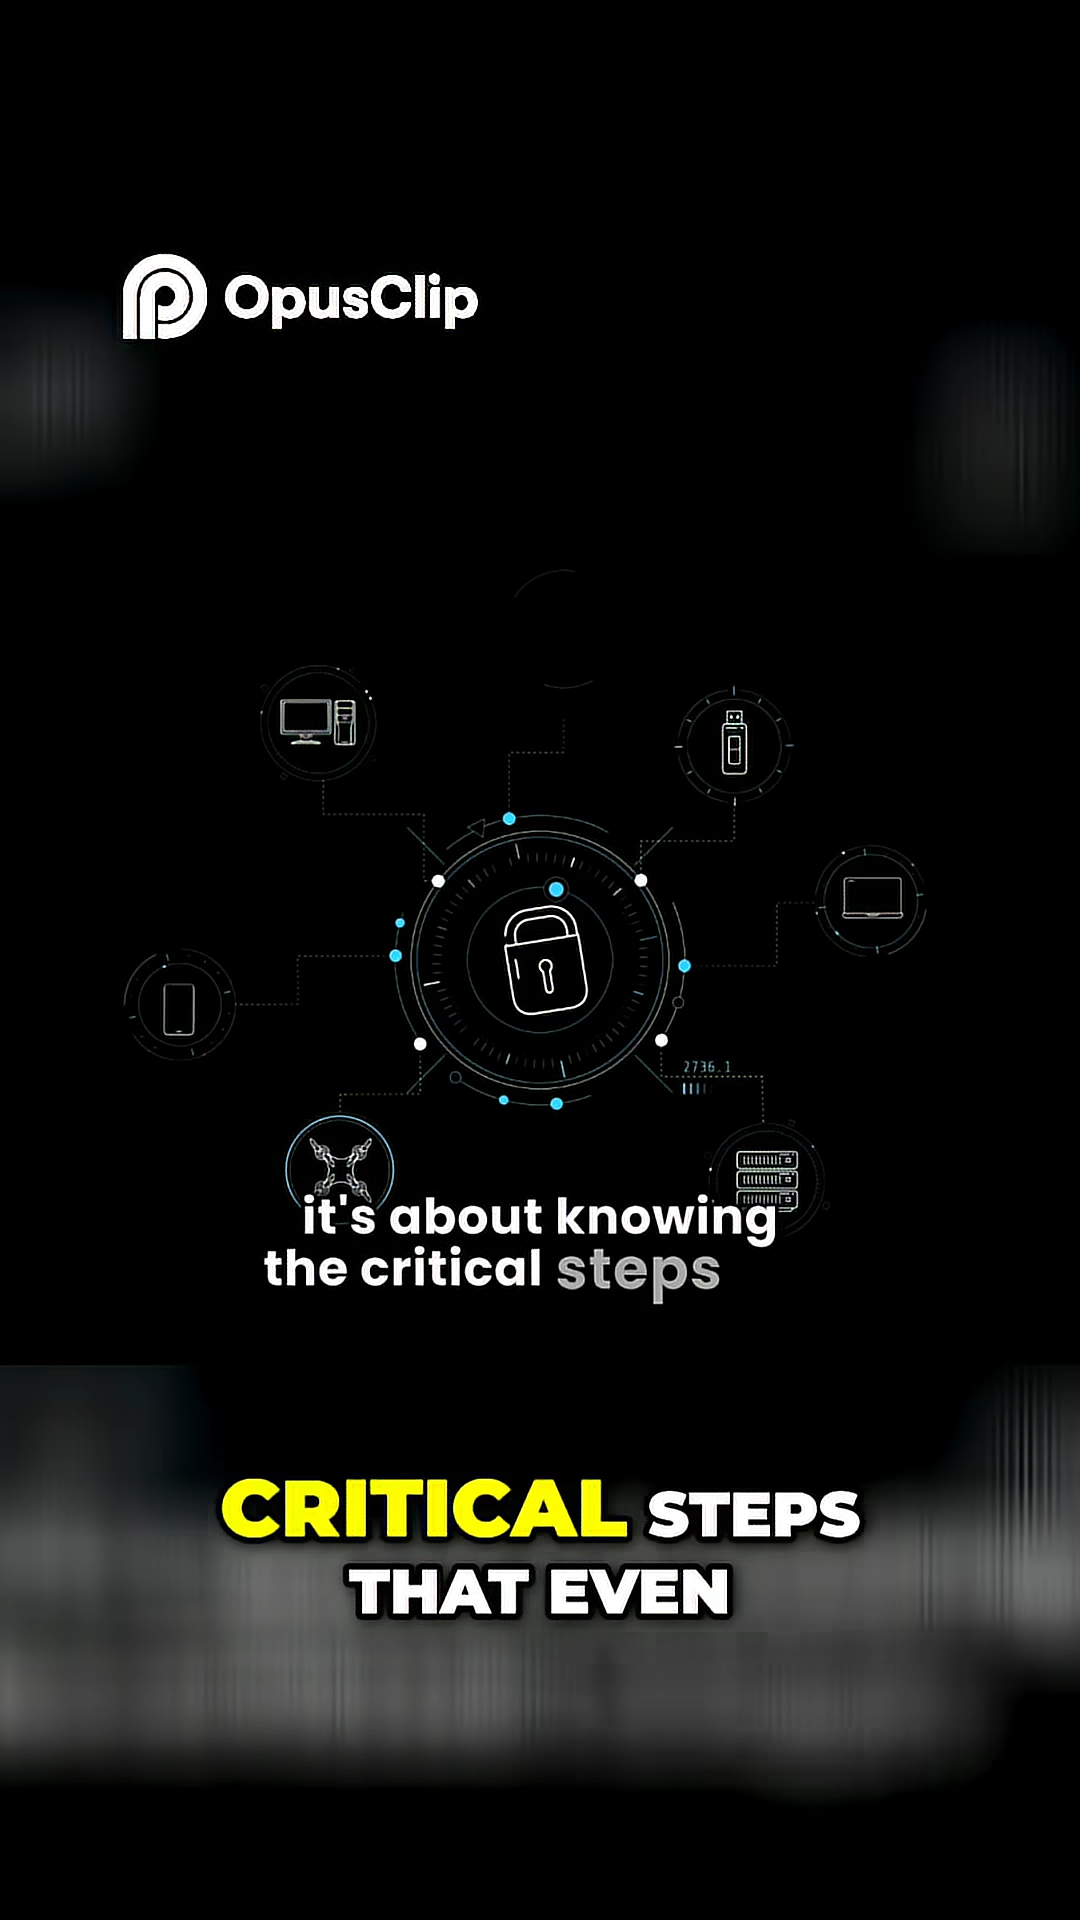 OpusClip
2736.1
it's about knowing
the critical steps
CRITICAL STEPS
THAT EVEN